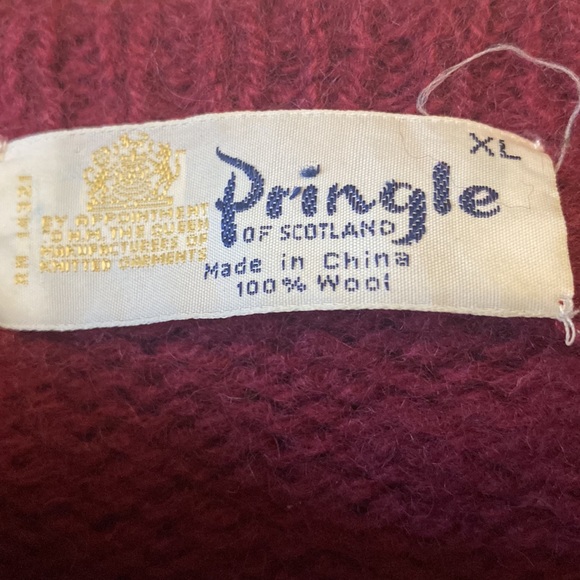 RN 14321
BY APPOINTMENT
TO H.M. THE QUEEN
MANUFACTURERS OF
KNITTED GARMENTS
Pringle
OF SCOTLAND
Made in China
100% Wool
XL